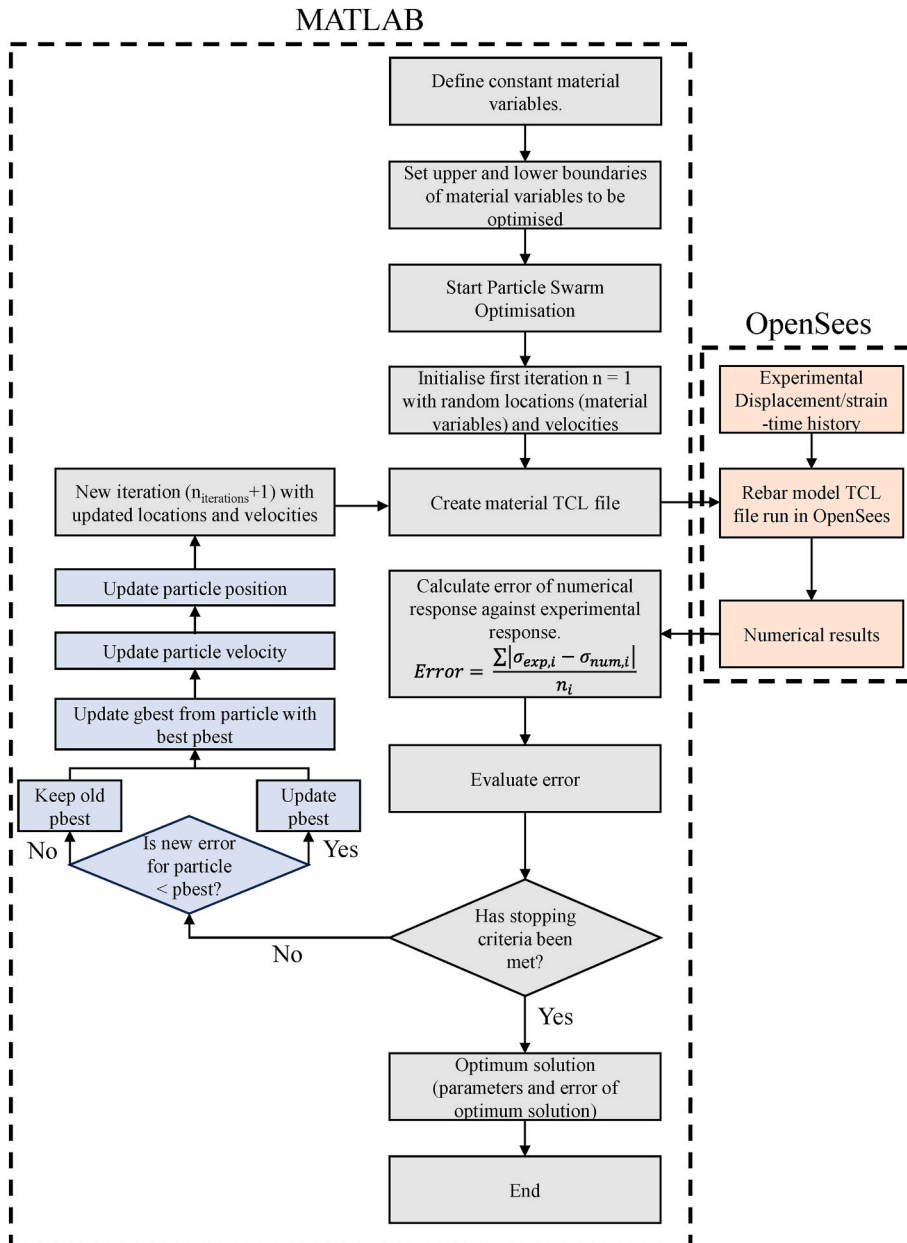 MATLAB
Define constant material
variables.
Set upper and lower boundaries
of material variables to be
optimised
Start Particle Swarm
Optimisation
OpenSees
Initialise first iteration n = 1
with random locations (material
variables) and velocities
Experimental
Displacement/strain
-time history
New iteration (n_iterations+1) with
updated locations and velocities
Create material TCL file
Rebar model TCL
file run in OpenSees
Update particle position
Calculate error of numerical
response against experimental
response.
Error = ∑|σ_exp,i − σ_num,i| / n_i
Numerical results
Update particle velocity
Update gbest from particle with
best pbest
Evaluate error
Keep old
pbest
Update
pbest
No
Is new error
for particle
< pbest?
Yes
Has stopping
criteria been
met?
No
Yes
Optimum solution
(parameters and error of
optimum solution)
End